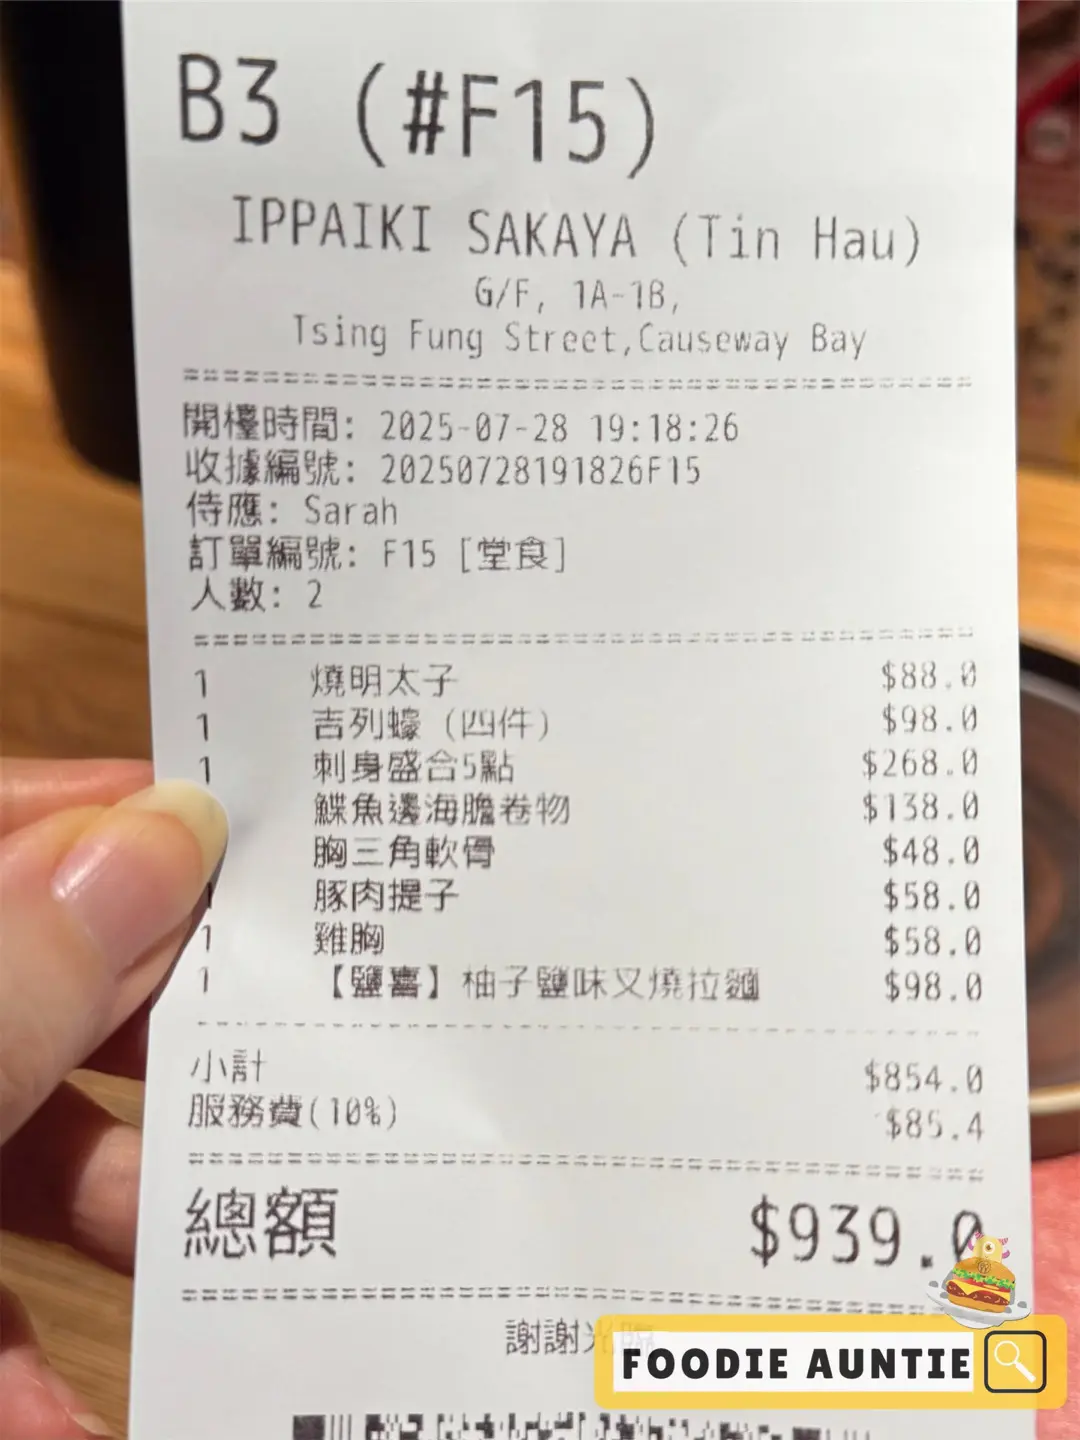 B3 (#F15)
IPPAIKI SAKAYA (Tin Hau)
G/F, 1A-1B,
Tsing Fung Street,Causeway Bay
開檯時間: 2025-07-28 19:18:26
收據編號: 20250728191826F15
侍應: Sarah
訂單編號: F15 [堂食]
人數: 2
1 燒明太子 $88.0
1 吉列蠔 (四件) $98.0
1 刺身盛合5點 $268.0
鰈魚邊海膽卷物 $138.0
胸三角軟骨 $48.0
1 豚肉提子 $58.0
1 雞胸 $58.0
1 【鹽喜】柚子鹽味叉燒拉麵 $98.0
小計 $854.0
服務費(10%) $85.4
總額 $939.0
謝謝光臨
FOODIE AUNTIE